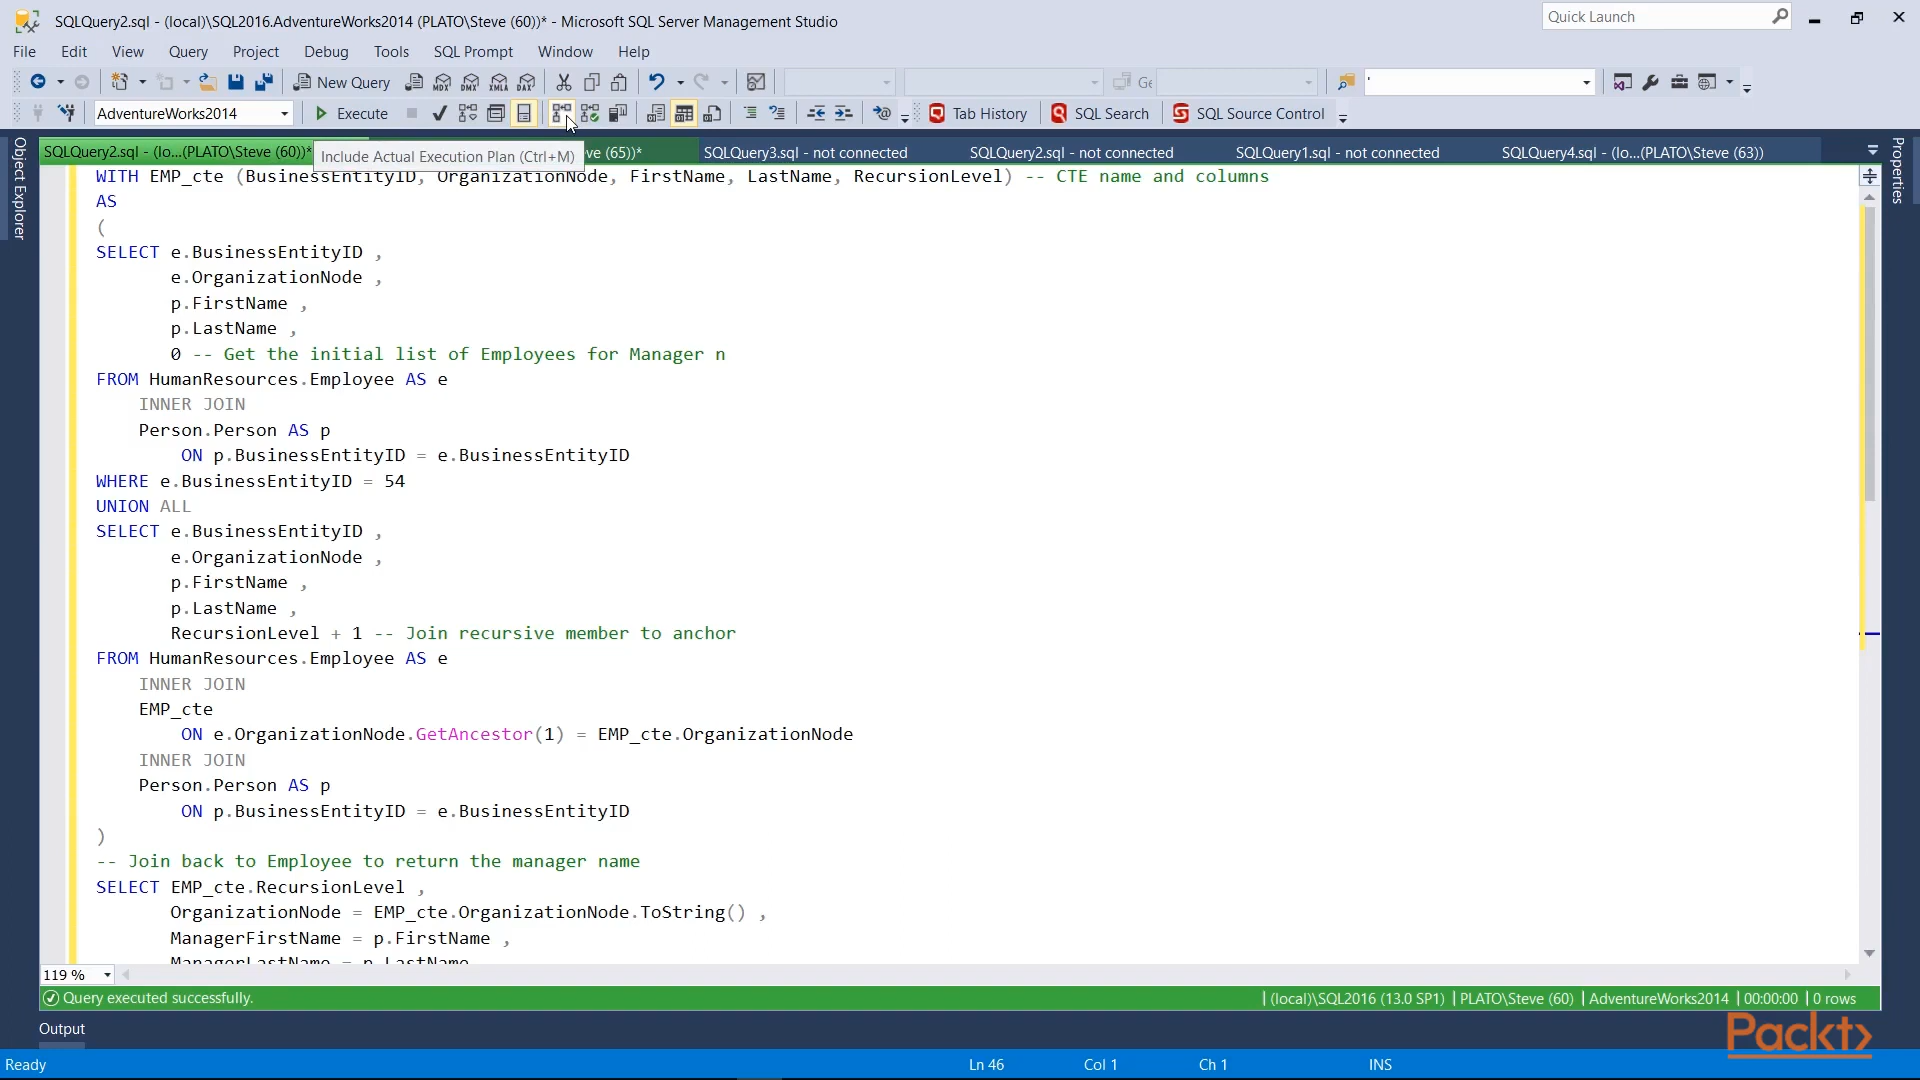 SQLQuery2.sql - (local)\SQL2016.AdventureWorks2014 (PLATO\Steve (60))* - Microsoft SQL Server Management Studio
Quick Launch
File Edit View Query Project Debug Tools SQL Prompt Window Help
New Query
MDX DMX XMLA DAX
Ge
'
AdventureWorks2014
Execute
Tab History
SQL Search
SQL Source Control
Object Explorer
Properties
SQLQuery2.sql - (lo...(PLATO\Steve (60))*
Include Actual Execution Plan (Ctrl+M)
ve (65))*
SQLQuery3.sql - not connected
SQLQuery2.sql - not connected
SQLQuery1.sql - not connected
SQLQuery4.sql - (lo...(PLATO\Steve (63))
WITH EMP_cte (BusinessEntityID, OrganizationNode, FirstName, LastName, RecursionLevel) -- CTE name and columns
AS
(
SELECT e.BusinessEntityID ,
e.OrganizationNode ,
p.FirstName ,
p.LastName ,
0 -- Get the initial list of Employees for Manager n
FROM HumanResources.Employee AS e
INNER JOIN
Person.Person AS p
ON p.BusinessEntityID = e.BusinessEntityID
WHERE e.BusinessEntityID = 54
UNION ALL
SELECT e.BusinessEntityID ,
e.OrganizationNode ,
p.FirstName ,
p.LastName ,
RecursionLevel + 1 -- Join recursive member to anchor
FROM HumanResources.Employee AS e
INNER JOIN
EMP_cte
ON e.OrganizationNode.GetAncestor(1) = EMP_cte.OrganizationNode
INNER JOIN
Person.Person AS p
ON p.BusinessEntityID = e.BusinessEntityID
)
-- Join back to Employee to return the manager name
SELECT EMP_cte.RecursionLevel ,
OrganizationNode = EMP_cte.OrganizationNode.ToString() ,
ManagerFirstName = p.FirstName ,
ManagerLastName = p.LastName
119 %
Query executed successfully.
(local)\SQL2016 (13.0 SP1) PLATO\Steve (60) AdventureWorks2014 00:00:00 0 rows
Output
Packt
Ready
Ln 46 Col 1 Ch 1 INS